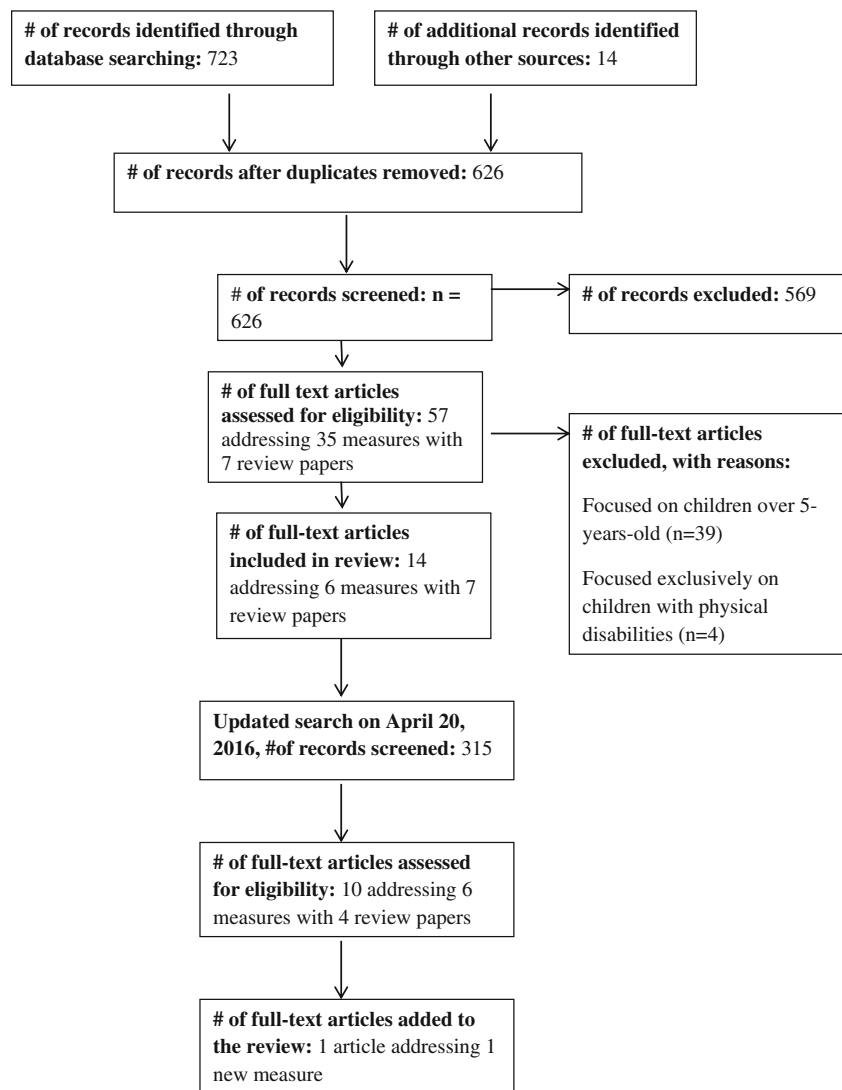 # of records identified through
database searching: 723
# of additional records identified
through other sources: 14
# of records after duplicates removed: 626
# of records screened: n =
626
# of records excluded: 569
# of full text articles
assessed for eligibility: 57
addressing 35 measures with
7 review papers
# of full-text articles
excluded, with reasons:
Focused on children over 5-
years-old (n=39)
Focused exclusively on
children with physical
disabilities (n=4)
# of full-text articles
included in review: 14
addressing 6 measures with 7
review papers
Updated search on April 20,
2016, #of records screened: 315
# of full-text articles assessed
for eligibility: 10 addressing 6
measures with 4 review papers
# of full-text articles added to
the review: 1 article addressing 1
new measure